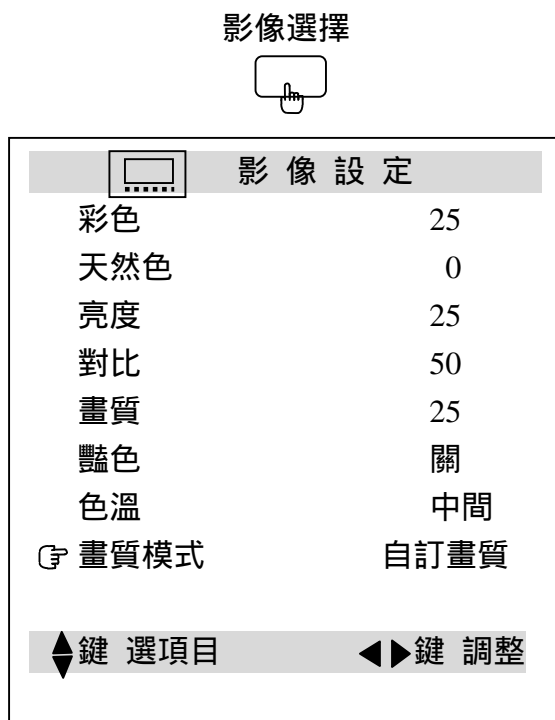 影像選擇
影 像 設 定
彩色 25
天然色 0
亮度 25
對比 50
畫質 25
豔色 關
色溫 中間
畫質模式 自訂畫質
鍵 選項目 鍵 調整